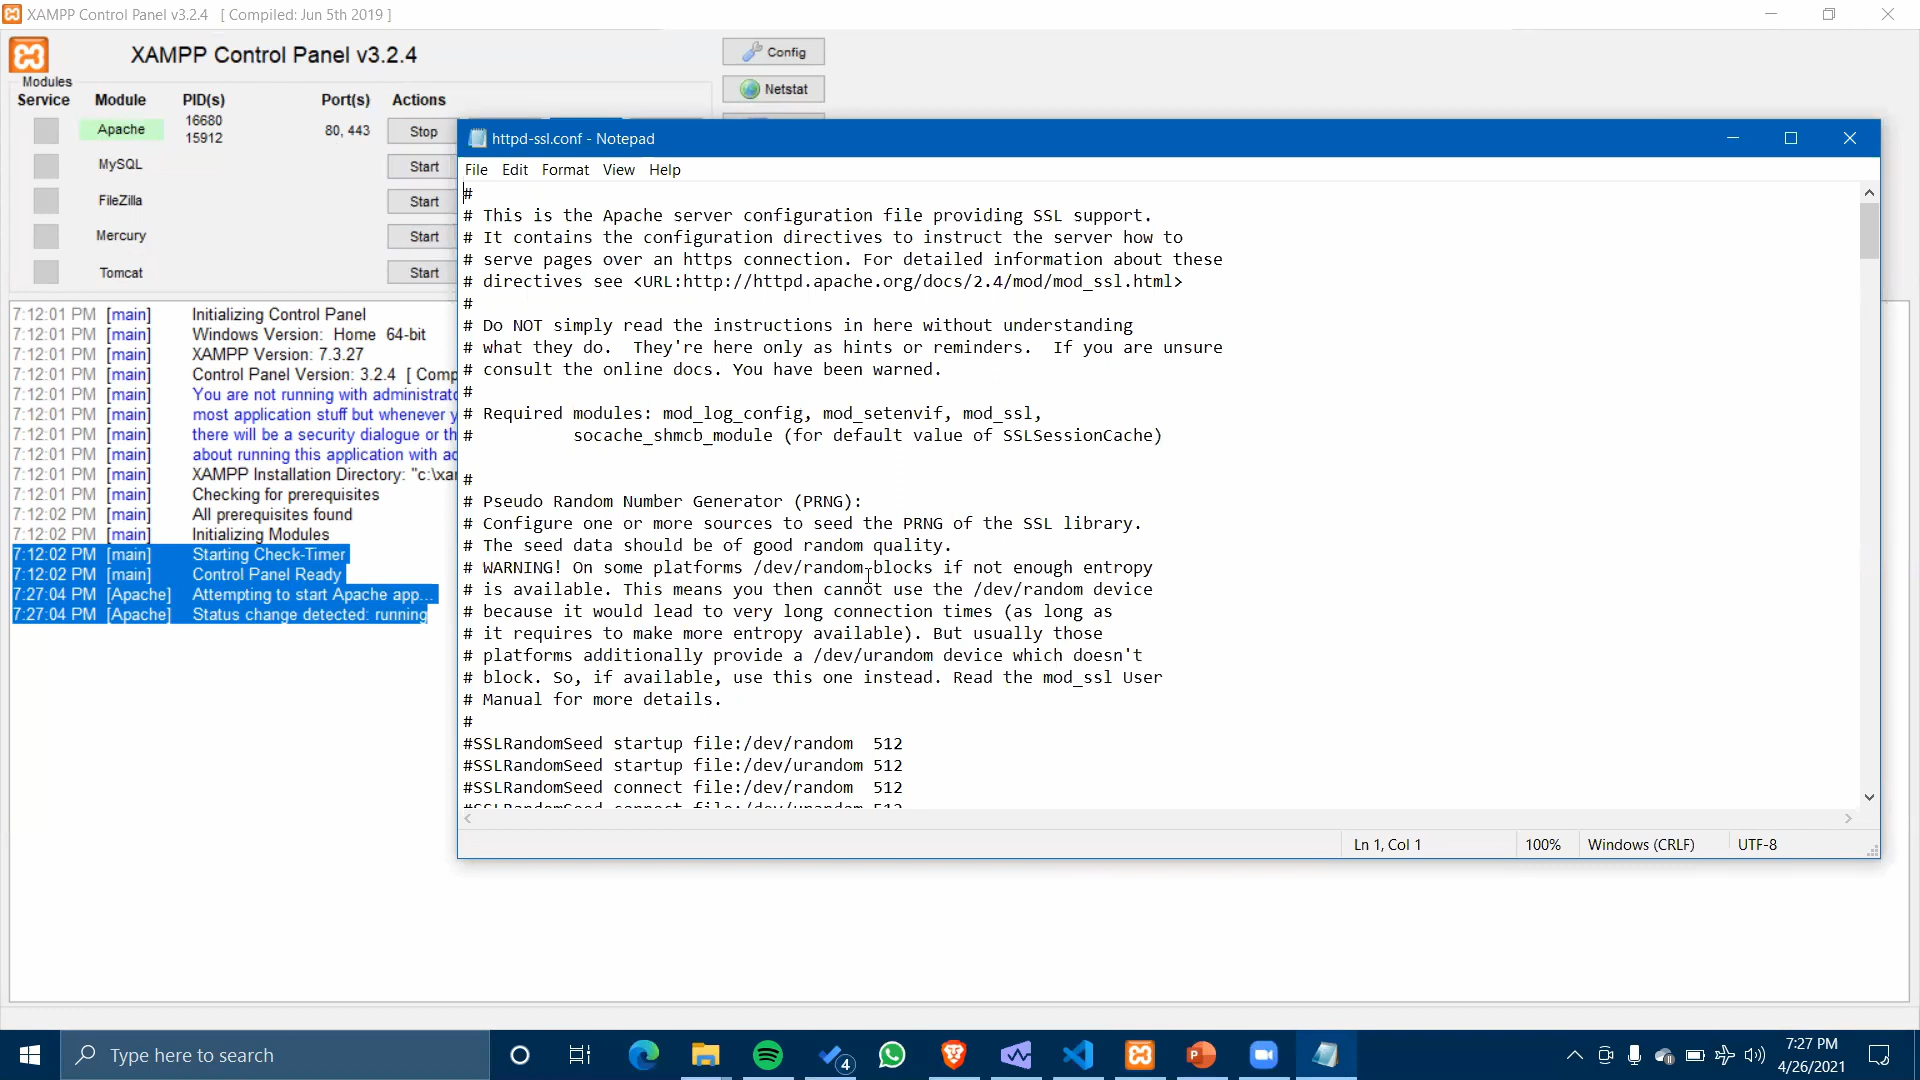 XAMPP Control Panel v3.2.4 [ Compiled: Jun 5th 2019 ]
XAMPP Control Panel v3.2.4
Config
Netstat
Modules
Service Module PID(s) Port(s) Actions
Apache 16680 15912 80, 443 Stop
MySQL Start
FileZilla Start
Mercury Start
Tomcat Start
7:12:01 PM [main] Initializing Control Panel
7:12:01 PM [main] Windows Version: Home 64-bit
7:12:01 PM [main] XAMPP Version: 7.3.27
7:12:01 PM [main] Control Panel Version: 3.2.4 [ Comp
7:12:01 PM [main] You are not running with administrato
7:12:01 PM [main] most application stuff but whenever y
7:12:01 PM [main] there will be a security dialogue or th
7:12:01 PM [main] about running this application with ad
7:12:01 PM [main] XAMPP Installation Directory: "c:\xa
7:12:01 PM [main] Checking for prerequisites
7:12:02 PM [main] All prerequisites found
7:12:02 PM [main] Initializing Modules
7:12:02 PM [main] Starting Check-Timer
7:12:02 PM [main] Control Panel Ready
7:27:04 PM [Apache] Attempting to start Apache app...
7:27:04 PM [Apache] Status change detected: running
httpd-ssl.conf - Notepad
File Edit Format View Help
#
# This is the Apache server configuration file providing SSL support.
# It contains the configuration directives to instruct the server how to
# serve pages over an https connection. For detailed information about these
# directives see <URL:http://httpd.apache.org/docs/2.4/mod/mod_ssl.html>
#
# Do NOT simply read the instructions in here without understanding
# what they do.  They're here only as hints or reminders.  If you are unsure
# consult the online docs. You have been warned.
#
# Required modules: mod_log_config, mod_setenvif, mod_ssl,
#          socache_shmcb_module (for default value of SSLSessionCache)
#
# Pseudo Random Number Generator (PRNG):
# Configure one or more sources to seed the PRNG of the SSL library.
# The seed data should be of good random quality.
# WARNING! On some platforms /dev/random blocks if not enough entropy
# is available. This means you then cannot use the /dev/random device
# because it would lead to very long connection times (as long as
# it requires to make more entropy available). But usually those
# platforms additionally provide a /dev/urandom device which doesn't
# block. So, if available, use this one instead. Read the mod_ssl User
# Manual for more details.
#
#SSLRandomSeed startup file:/dev/random  512
#SSLRandomSeed startup file:/dev/urandom 512
#SSLRandomSeed connect file:/dev/random  512
#SSLRandomSeed connect file:/dev/urandom 512
Ln 1, Col 1 100% Windows (CRLF) UTF-8
Type here to search
4
7:27 PM
4/26/2021